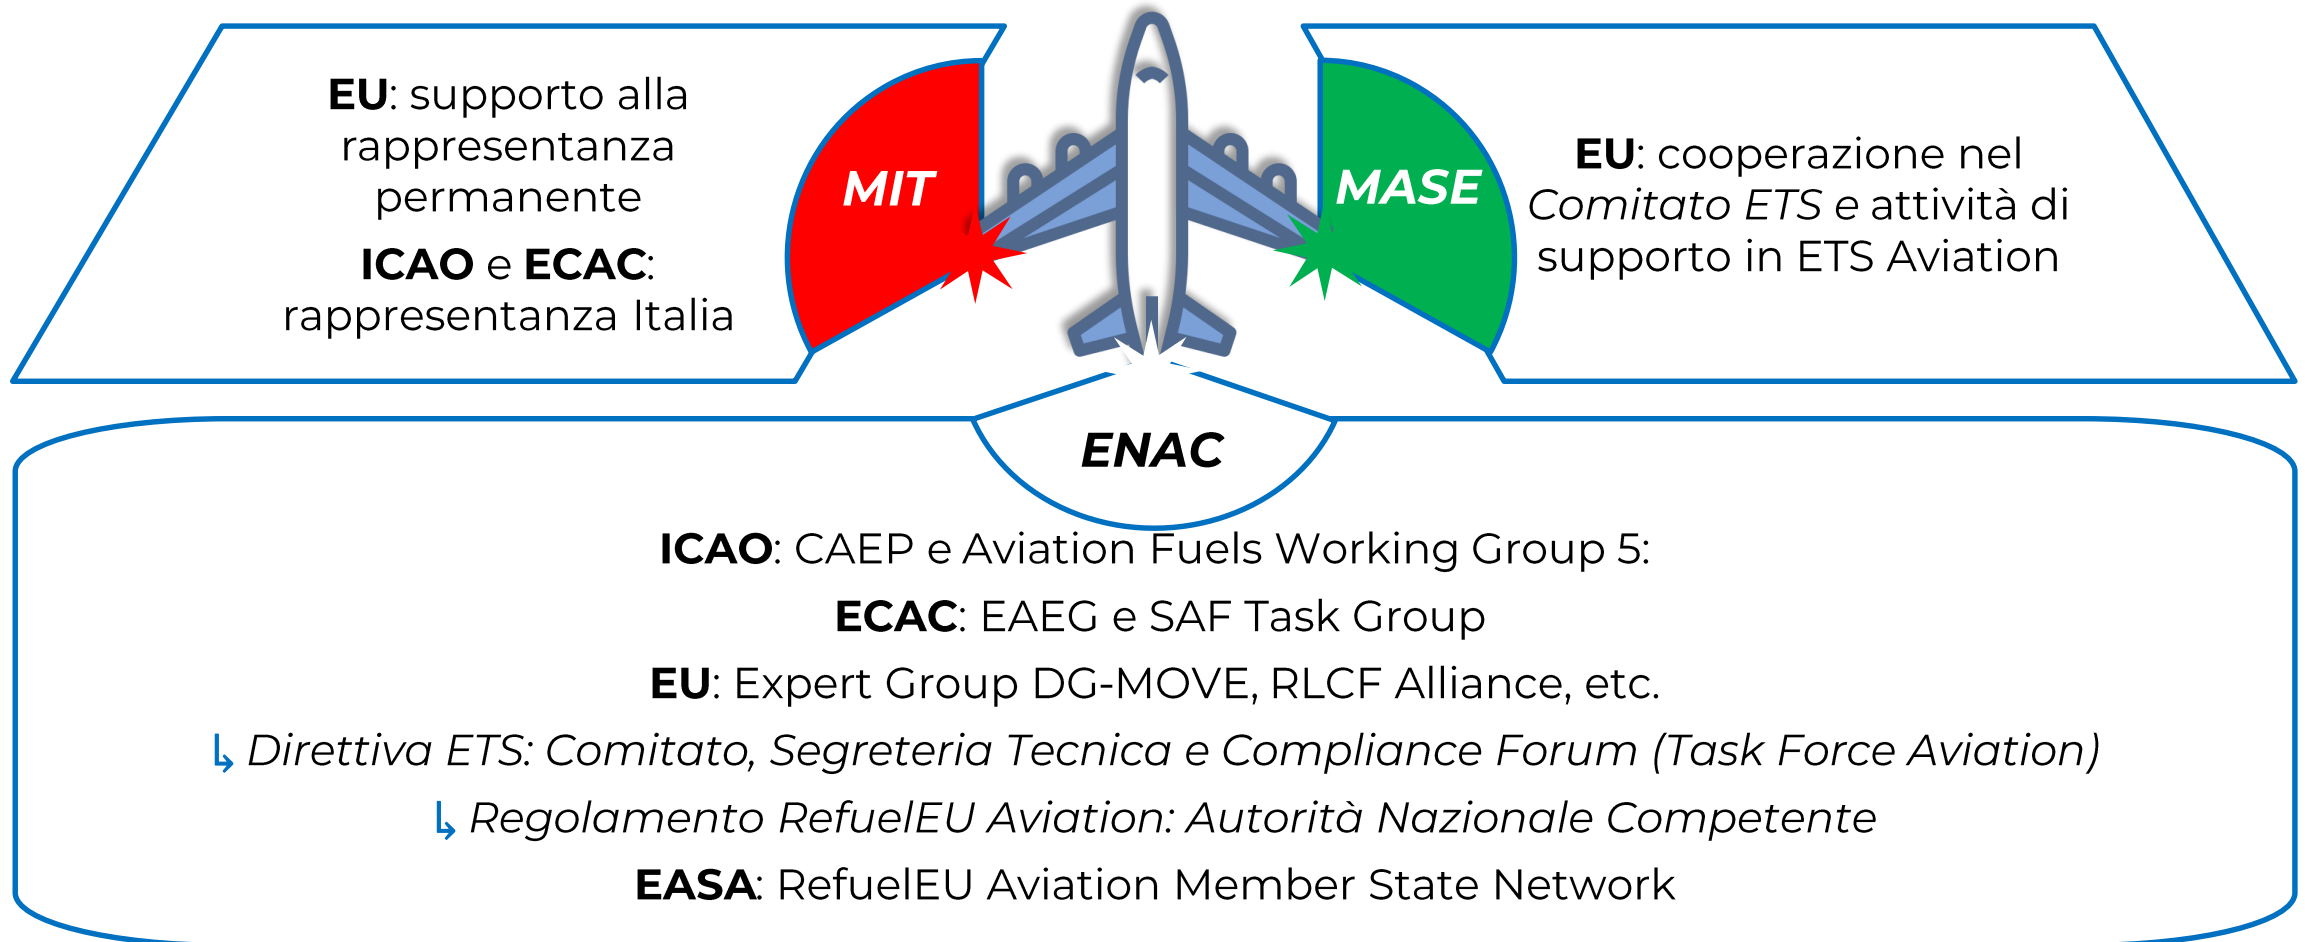 EU: supporto alla
rappresentanza
permanente
ICAO e ECAC:
rappresentanza Italia
MIT
MASE
EU: cooperazione nel
Comitato ETS e attività di
supporto in ETS Aviation
ENAC
ICAO: CAEP e Aviation Fuels Working Group 5:
ECAC: EAEG e SAF Task Group
EU: Expert Group DG-MOVE, RLCF Alliance, etc.
↳ Direttiva ETS: Comitato, Segreteria Tecnica e Compliance Forum (Task Force Aviation)
↳ Regolamento RefuelEU Aviation: Autorità Nazionale Competente
EASA: RefuelEU Aviation Member State Network